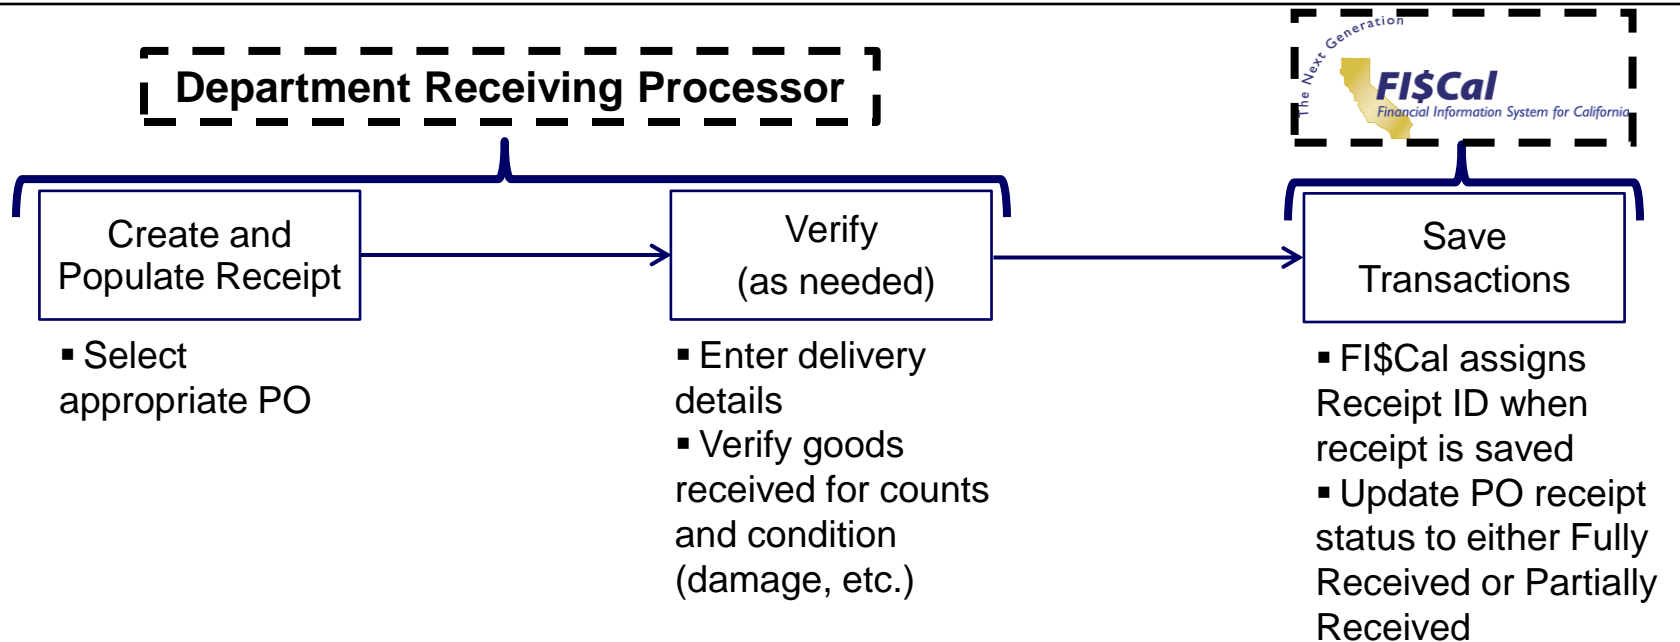 Department Receiving Processor
The Next Generation
FI$Cal
Financial Information System for California
Create and
Populate Receipt
Verify
(as needed)
Save
Transactions
▪ Select
appropriate PO
▪ Enter delivery
details
▪ Verify goods
received for counts
and condition
(damage, etc.)
▪ FI$Cal assigns
Receipt ID when
receipt is saved
▪ Update PO receipt
status to either Fully
Received or Partially
Received